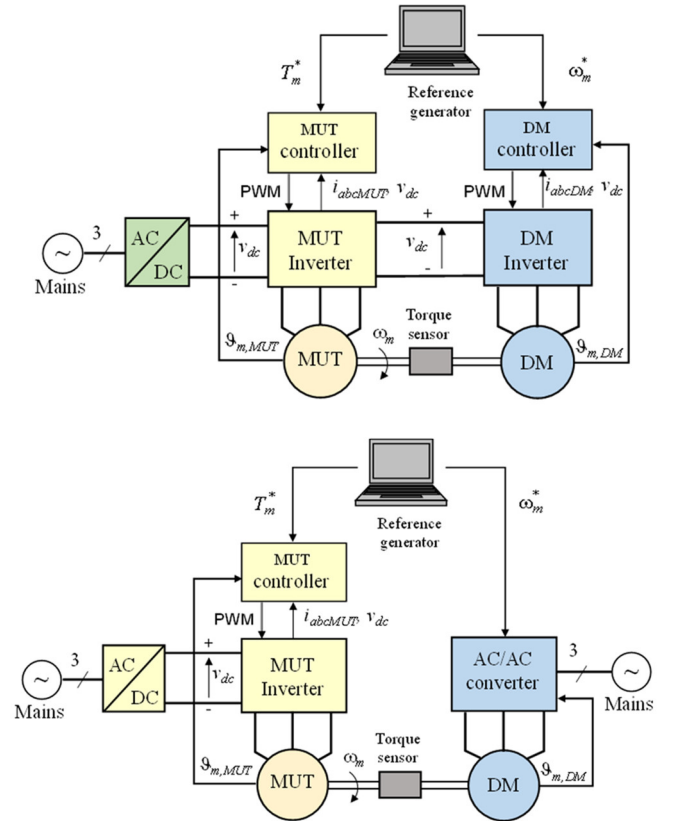 T*m
ω*m
Reference
generator
MUT
controller
DM
controller
PWM
iabcMUT, vdc
PWM
iabcDM, vdc
3
AC
DC
~
Mains
+
vdc
-
MUT
Inverter
+
vdc
-
DM
Inverter
ϑm,MUT
MUT
ωm
Torque
sensor
DM
ϑm,DM
T*m
ω*m
Reference
generator
MUT
controller
PWM
iabcMUT, vdc
3
AC
DC
~
Mains
+
vdc
-
MUT
Inverter
AC/AC
converter
3
~
Mains
ϑm,MUT
MUT
ωm
Torque
sensor
DM
ϑm,DM